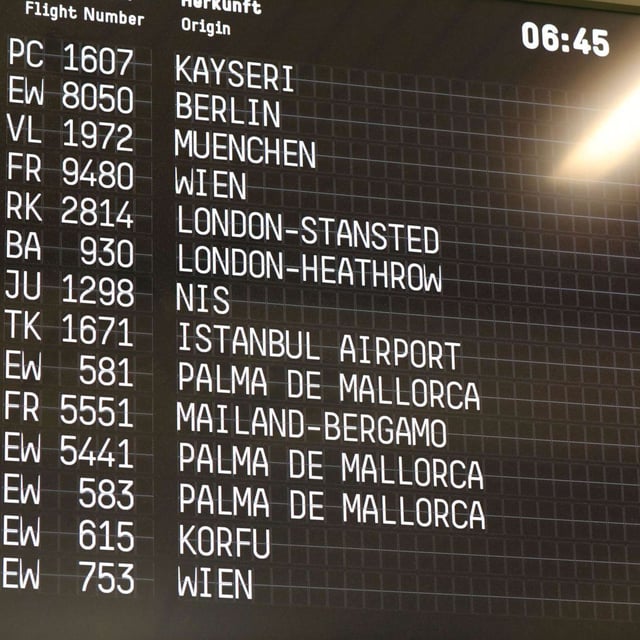 Herkunft
Flight Number Origin 06:45
PC 1607 KAYSERI
EW 8050 BERLIN
VL 1972 MUENCHEN
FR 9480 WIEN
RK 2814 LONDON-STANSTED
BA 930 LONDON-HEATHROW
JU 1298 NIS
TK 1671 ISTANBUL AIRPORT
EW 581 PALMA DE MALLORCA
FR 5551 MAILAND-BERGAMO
EW 5441 PALMA DE MALLORCA
EW 583 PALMA DE MALLORCA
EW 615 KORFU
EW 753 WIEN